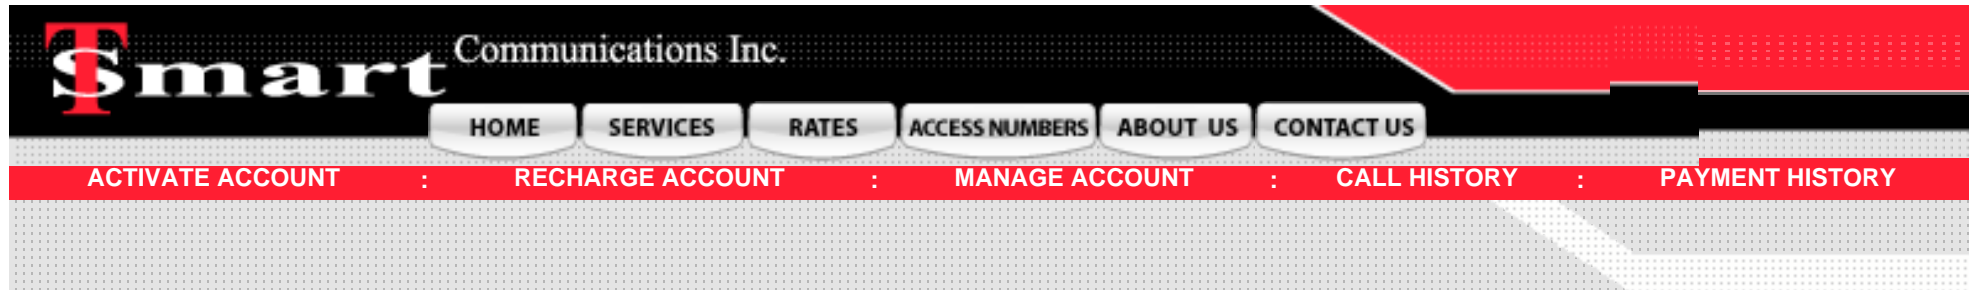 TSmart Communications Inc.
HOME SERVICES RATES ACCESS NUMBERS ABOUT US CONTACT US
ACTIVATE ACCOUNT : RECHARGE ACCOUNT : MANAGE ACCOUNT : CALL HISTORY : PAYMENT HISTORY